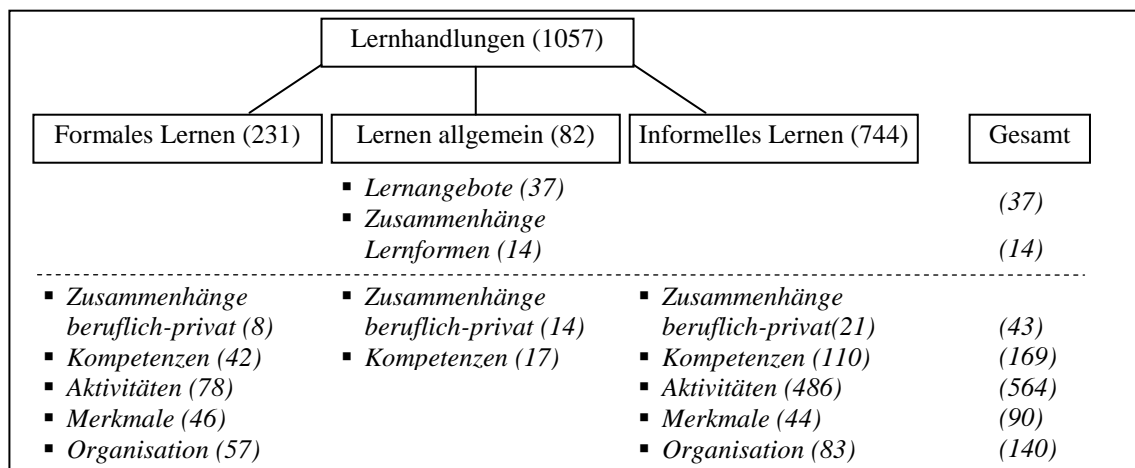 Lernhandlungen (1057)
Formales Lernen (231) Lernen allgemein (82) Informelles Lernen (744) Gesamt
▪ Lernangebote (37) (37)
▪ Zusammenhänge
Lernformen (14) (14)
▪ Zusammenhänge ▪ Zusammenhänge ▪ Zusammenhänge
beruflich-privat (8) beruflich-privat (14) beruflich-privat(21) (43)
▪ Kompetenzen (42) ▪ Kompetenzen (17) ▪ Kompetenzen (110) (169)
▪ Aktivitäten (78) ▪ Aktivitäten (486) (564)
▪ Merkmale (46) ▪ Merkmale (44) (90)
▪ Organisation (57) ▪ Organisation (83) (140)